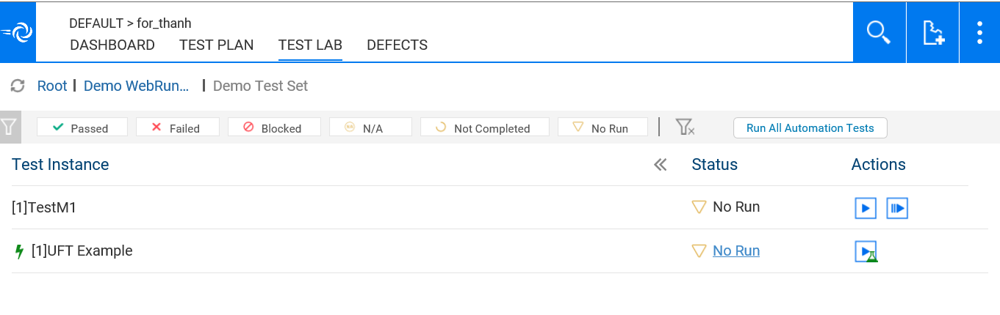 DEFAULT > for_thanh
DASHBOARD TEST PLAN TEST LAB DEFECTS
Root | Demo WebRun... | Demo Test Set
Passed Failed Blocked N/A Not Completed No Run Run All Automation Tests
Test Instance Status Actions
[1]TestM1 No Run
[1]UFT Example No Run